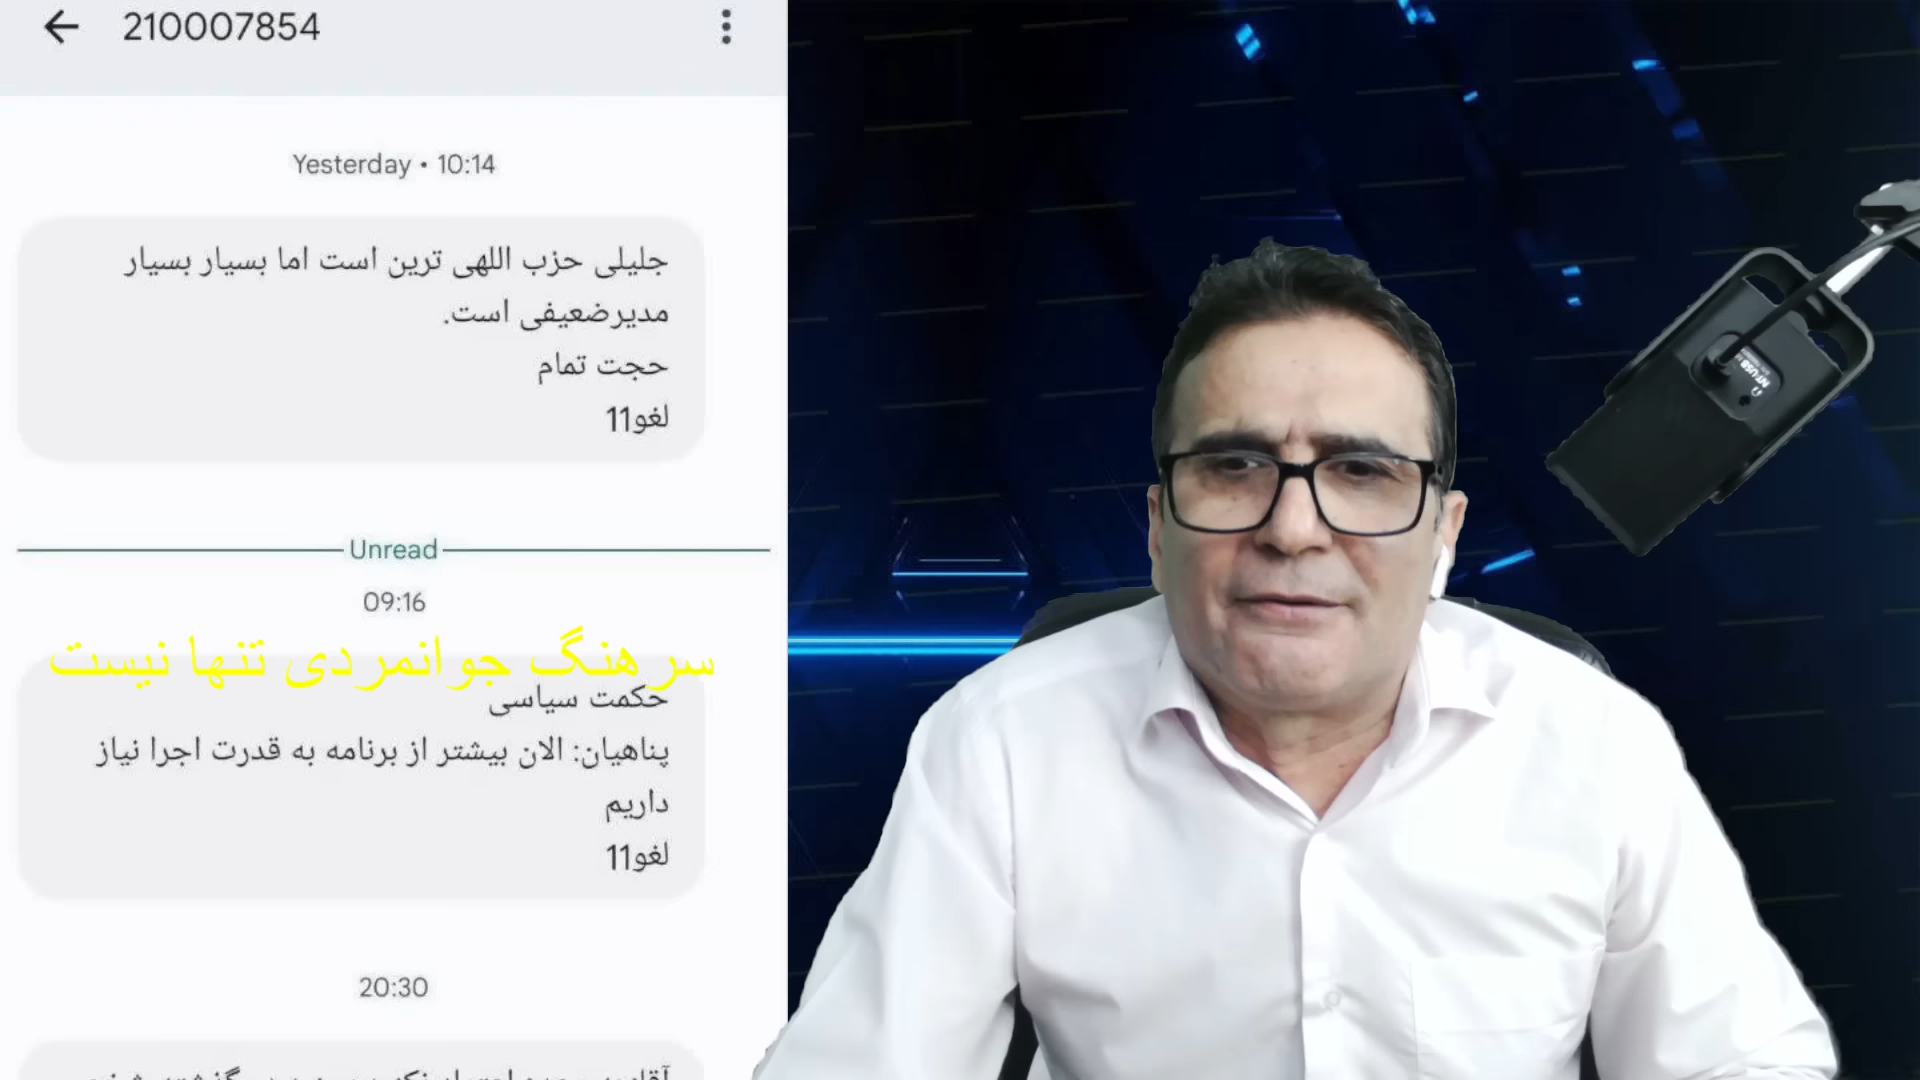 210007854
Yesterday • 10:14
جلیلی حزب اللهی ترین است اما بسیار بسیار
مدیرضعیفی است.
حجت تمام
لغو11
Unread
09:16
سرهنگ جوانمردی تنها نیست
حکمت سیاسی
پناهیان: الان بیشتر از برنامه به قدرت اجرا نیاز
داریم
لغو11
20:30
NT-USB